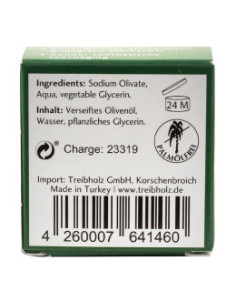 Ingredients: Sodium Olivate,
Aqua, vegetable Glycerin.
24 M
Inhalt: Verseiftes Olivenöl,
Wasser, pflanzliches Glycerin.
Charge: 23319
PALMÖLFREI
Import: Treibholz GmbH, Korschenbroich
Made in Turkey | www.treibholz.de
4 260007 641460